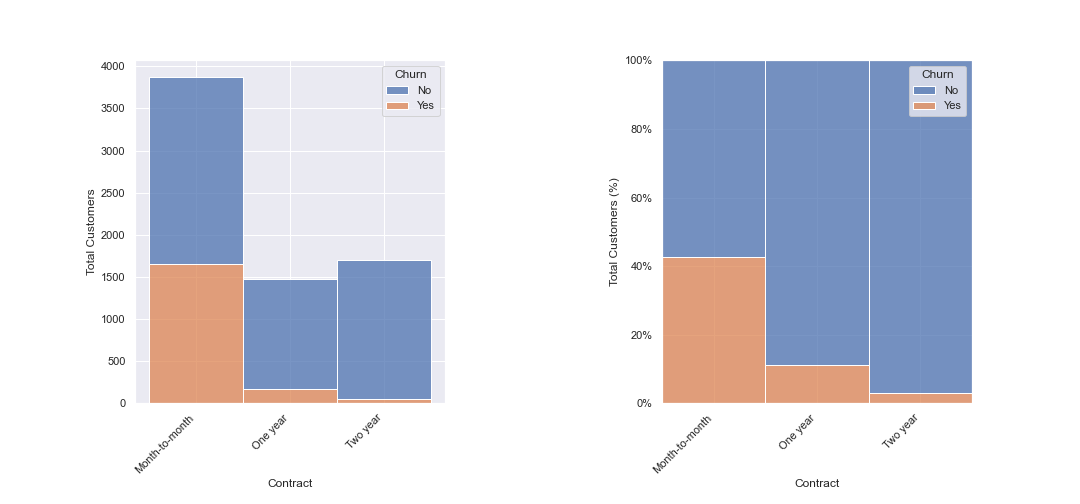 4000
3500
3000
2500
2000
1500
1000
500
0
Total Customers
Churn
No
Yes
Month-to-month
One year
Two year
Contract
100%
80%
60%
40%
20%
0%
Total Customers (%)
Churn
No
Yes
Month-to-month
One year
Two year
Contract